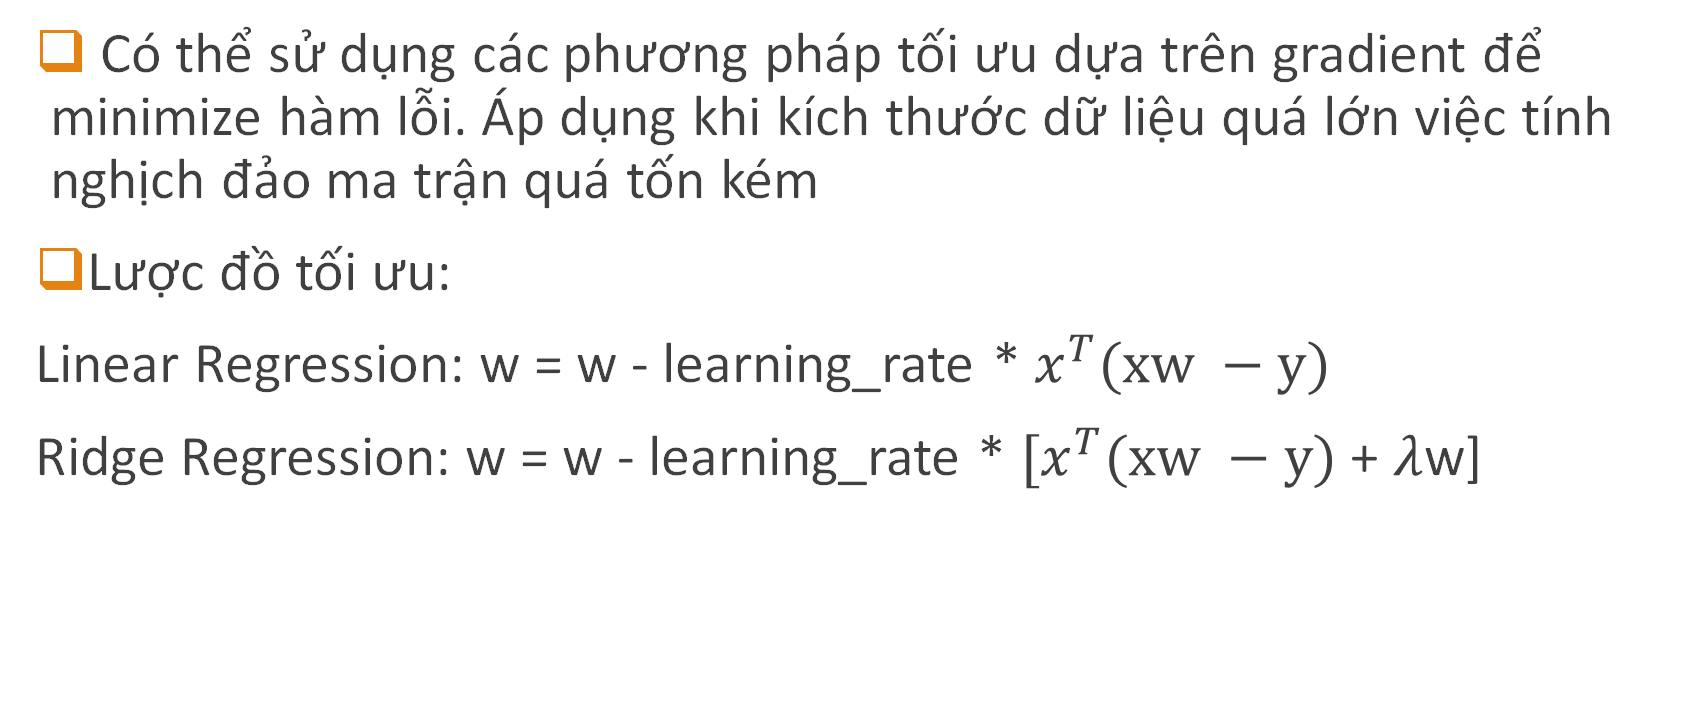 Có thể sử dụng các phương pháp tối ưu dựa trên gradient để
minimize hàm lỗi. Áp dụng khi kích thước dữ liệu quá lớn việc tính
nghịch đảo ma trận quá tốn kém
Lược đồ tối ưu:
Linear Regression: w = w - learning_rate * 𝑥ᵀ(xw − y)
Ridge Regression: w = w - learning_rate * [𝑥ᵀ(xw − y) + 𝜆w]